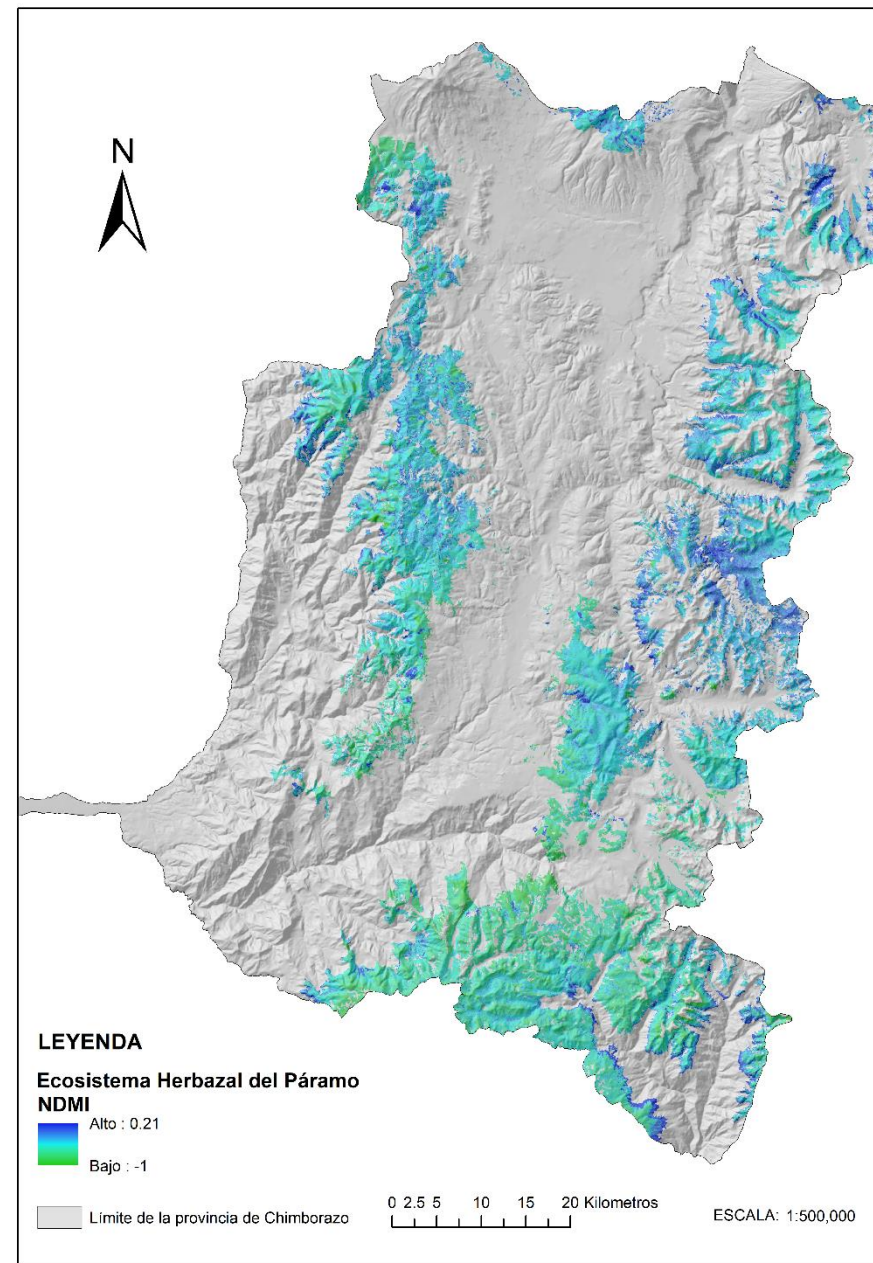 N
LEYENDA
Ecosistema Herbazal del Páramo
NDMI
Alto : 0.21
Bajo : -1
Límite de la provincia de Chimborazo
0 2.5 5 10 15 20 Kilometros
ESCALA: 1:500,000